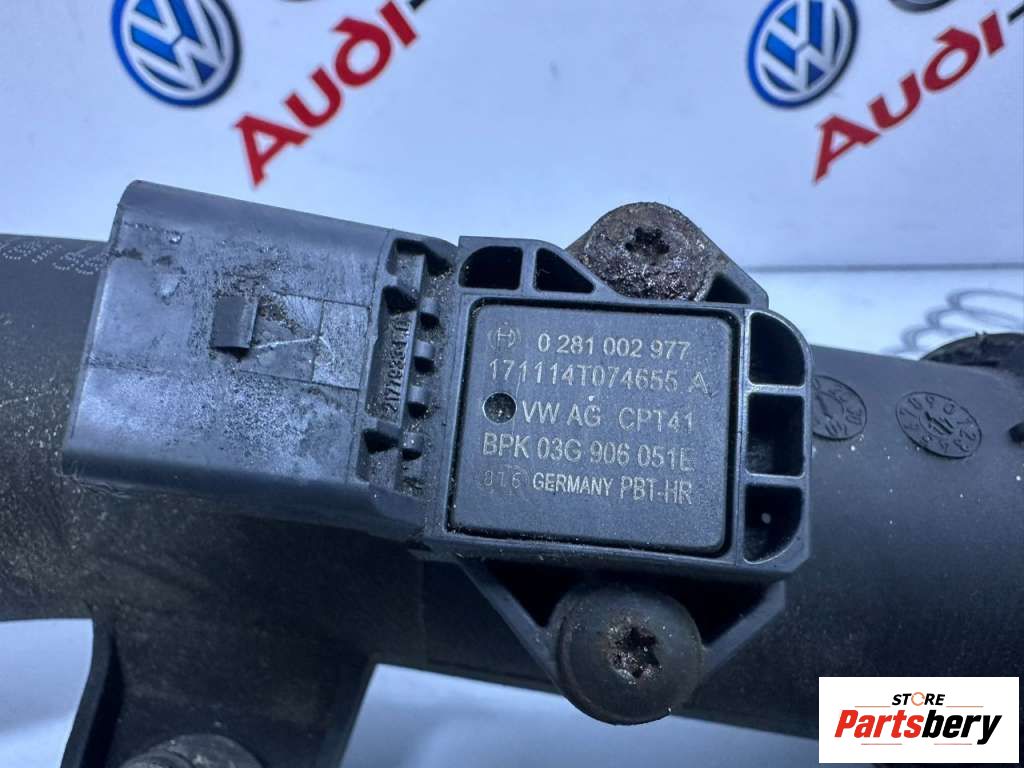 Audi
Audi
0 281 002 977
171114T074655 A
VW AG CPT41
BPK 03G 906 051E
816 GERMANY PBT-HR
STORE
Partsbery